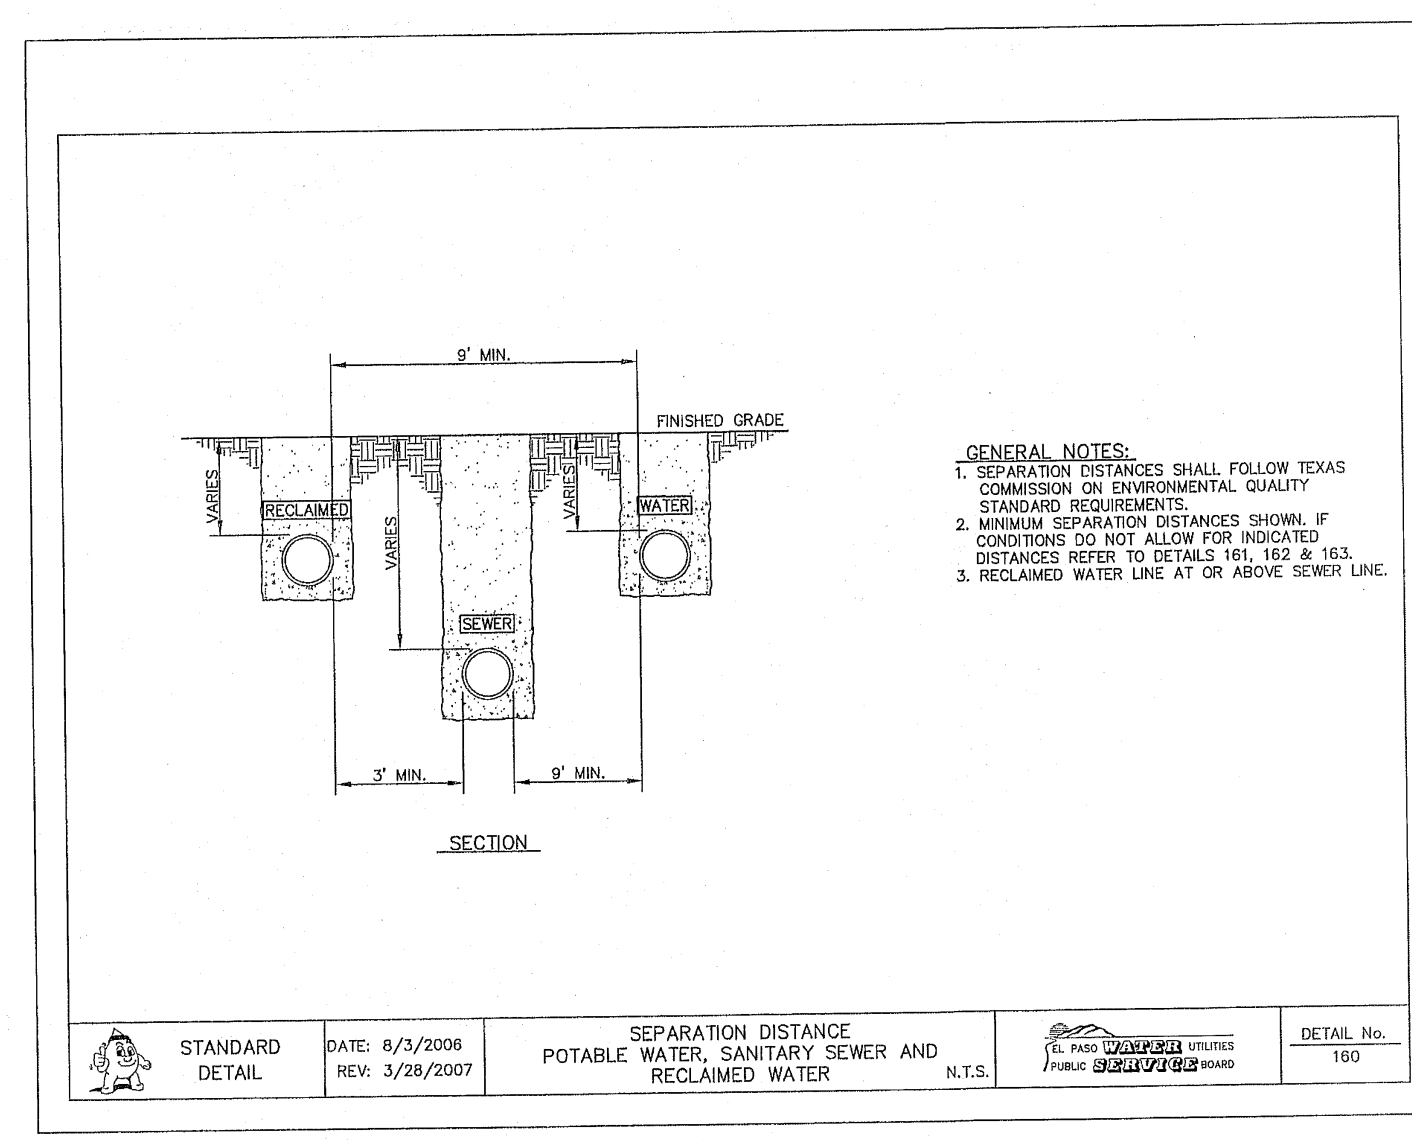 9' MIN.
FINISHED GRADE
VARIES
RECLAIMED
VARIES
VARIES
WATER
SEWER
3' MIN.
9' MIN.
SECTION
GENERAL NOTES:
1. SEPARATION DISTANCES SHALL FOLLOW TEXAS
COMMISSION ON ENVIRONMENTAL QUALITY
STANDARD REQUIREMENTS.
2. MINIMUM SEPARATION DISTANCES SHOWN. IF
CONDITIONS DO NOT ALLOW FOR INDICATED
DISTANCES REFER TO DETAILS 161, 162 & 163.
3. RECLAIMED WATER LINE AT OR ABOVE SEWER LINE.
STANDARD
DETAIL
DATE: 8/3/2006
REV: 3/28/2007
SEPARATION DISTANCE
POTABLE WATER, SANITARY SEWER AND
RECLAIMED WATER
N.T.S.
EL PASO WATER UTILITIES
PUBLIC SERVICE BOARD
DETAIL No.
160